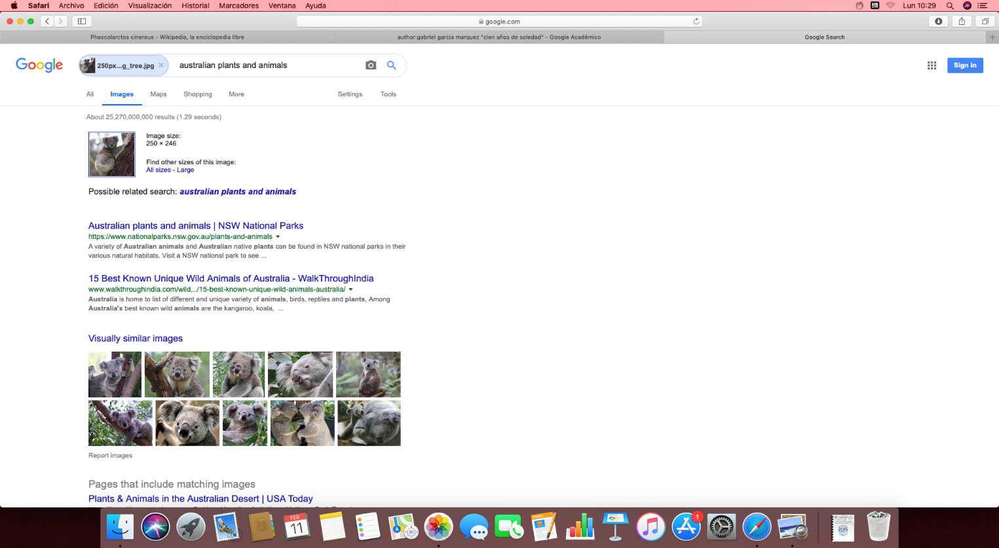 Safari Archivo Edición Visualización Historial Marcadores Ventana Ayuda Lun 10:29
google.com
Phascolarctos cinereus - Wikipedia, la enciclopedia libre
author:gabriel garcia marquez "cien años de soledad" - Google Académico
Google Search
Google
250px...g_tree.jpg × australian plants and animals
Sign in
All Images Maps Shopping More Settings Tools
About 25,270,000,000 results (1.29 seconds)
Image size:
250 × 246
Find other sizes of this image:
All sizes - Large
Possible related search: australian plants and animals
Australian plants and animals | NSW National Parks
https://www.nationalparks.nsw.gov.au/plants-and-animals
A variety of Australian animals and Australian native plants can be found in NSW national parks in their
various natural habitats. Visit a NSW national park to see ...
15 Best Known Unique Wild Animals of Australia - WalkThroughIndia
www.walkthroughindia.com/wild.../15-best-known-unique-wild-animals-australia/
Australia is home to list of different and unique variety of animals, birds, reptiles and plants, Among
Australia's best known wild animals are the kangaroo, koala, ...
Visually similar images
Report images
Pages that include matching images
Plants & Animals in the Australian Desert | USA Today
FEB
11
30
PAGES
1